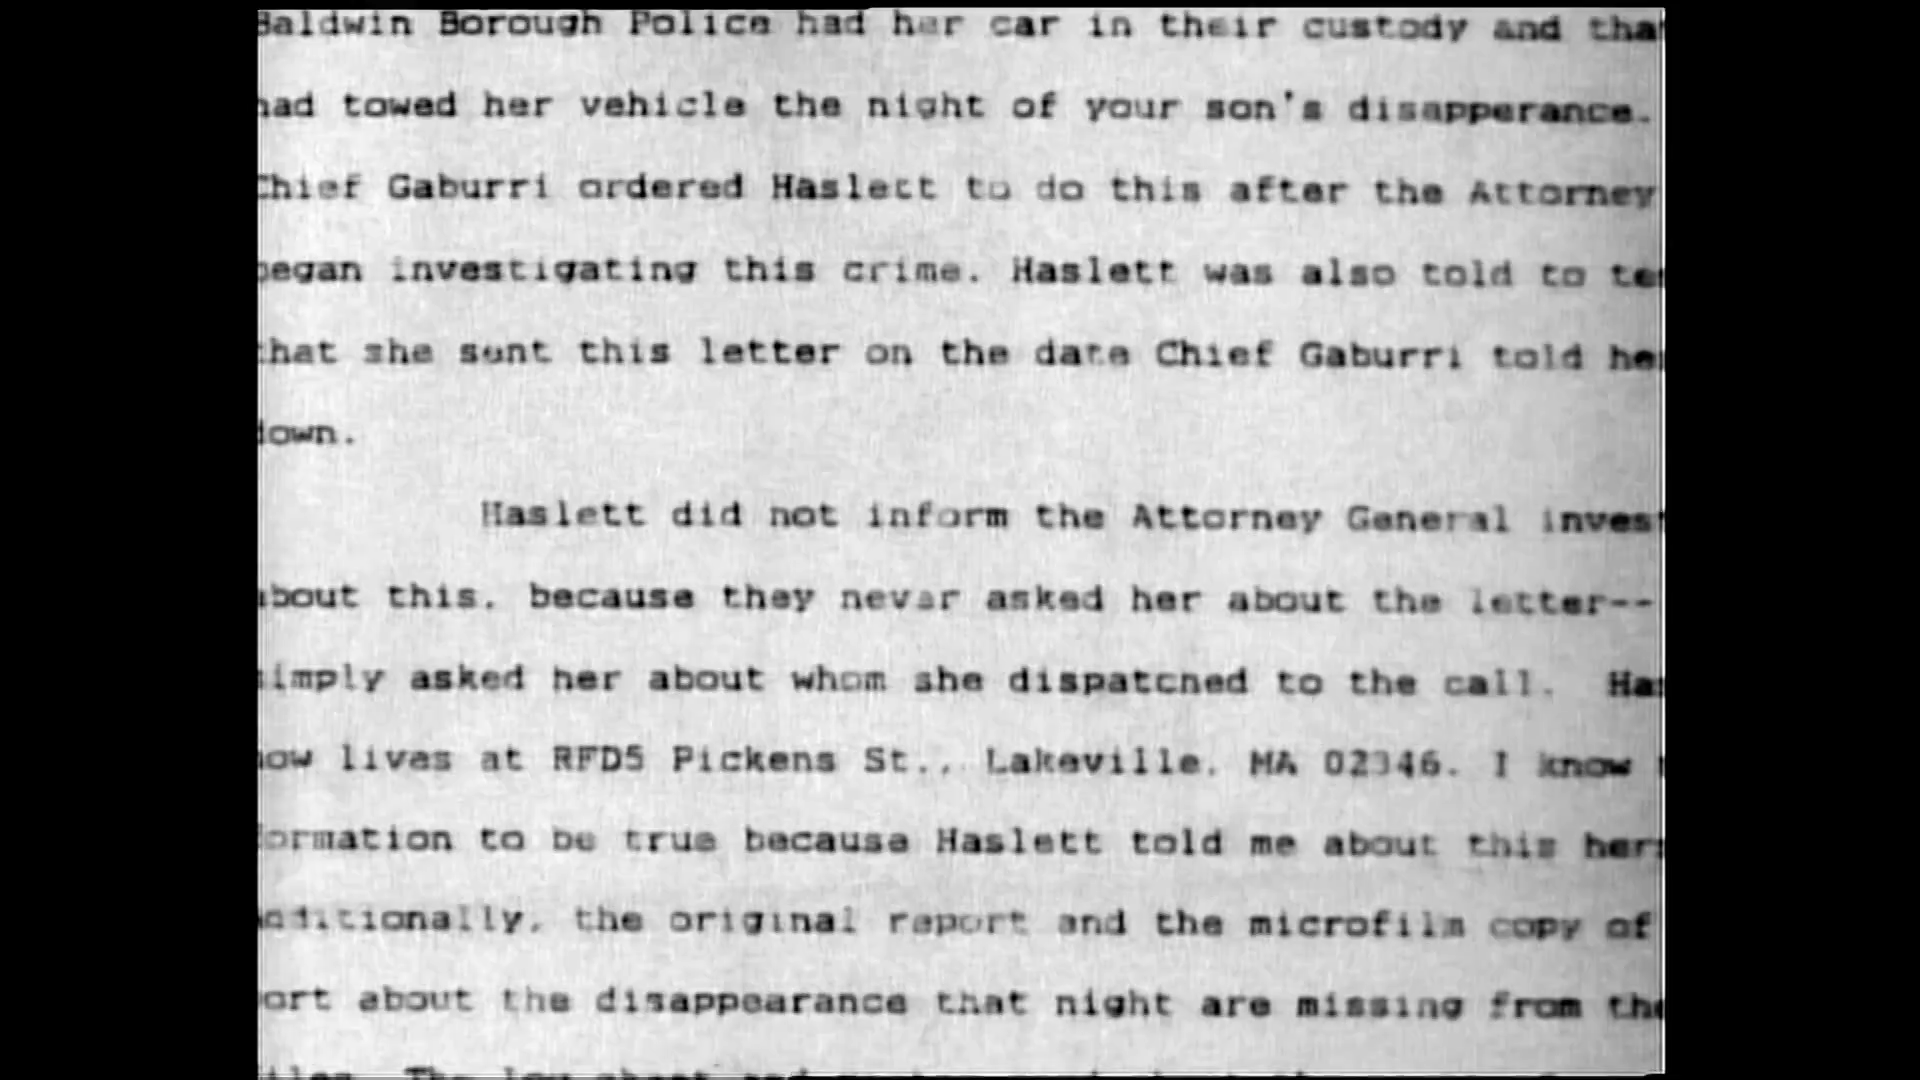 Baldwin Borough Police had her car in their custody and tha
had towed her vehicle the night of your son's disapperance.
Chief Gaburri ordered Haslett to do this after the Attorney
began investigating this crime. Haslett was also told to te
that she sent this letter on the date Chief Gaburri told he
down.
Haslett did not inform the Attorney General invest
about this, because they never asked her about the letter--
simply asked her about whom she dispatched to the call. Has
now lives at RFD5 Pickens St., Lakeville, MA 02346. I know
formation to be true because Haslett told me about this hers
additionally, the original report and the microfilm copy of
ort about the disappearance that night are missing from the